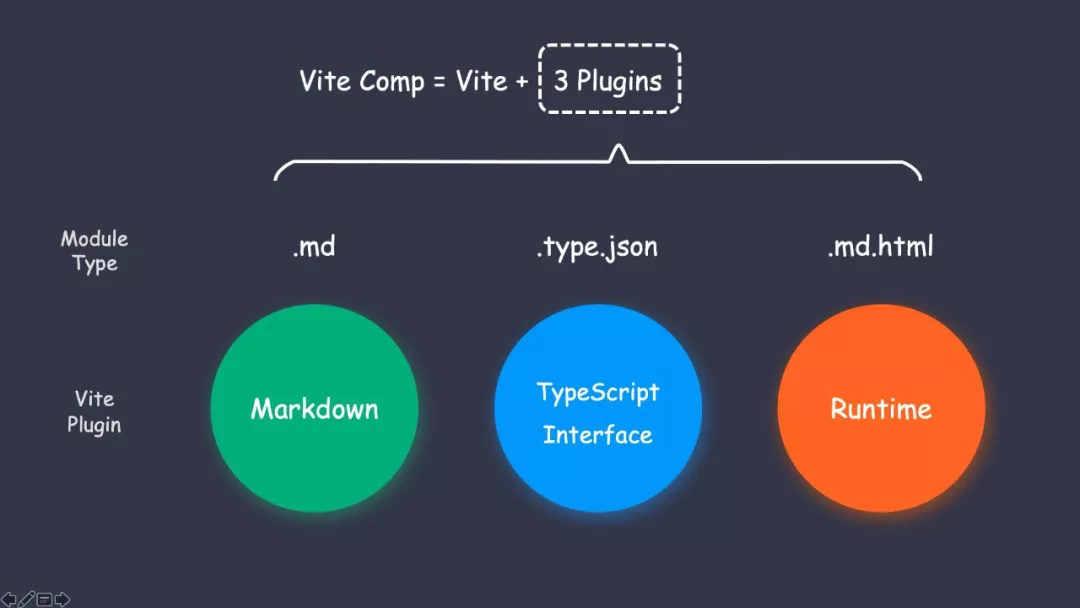 Vite Comp = Vite + 3 Plugins
Module
Type
.md
.type.json
.md.html
Vite
Plugin
Markdown
TypeScript
Interface
Runtime